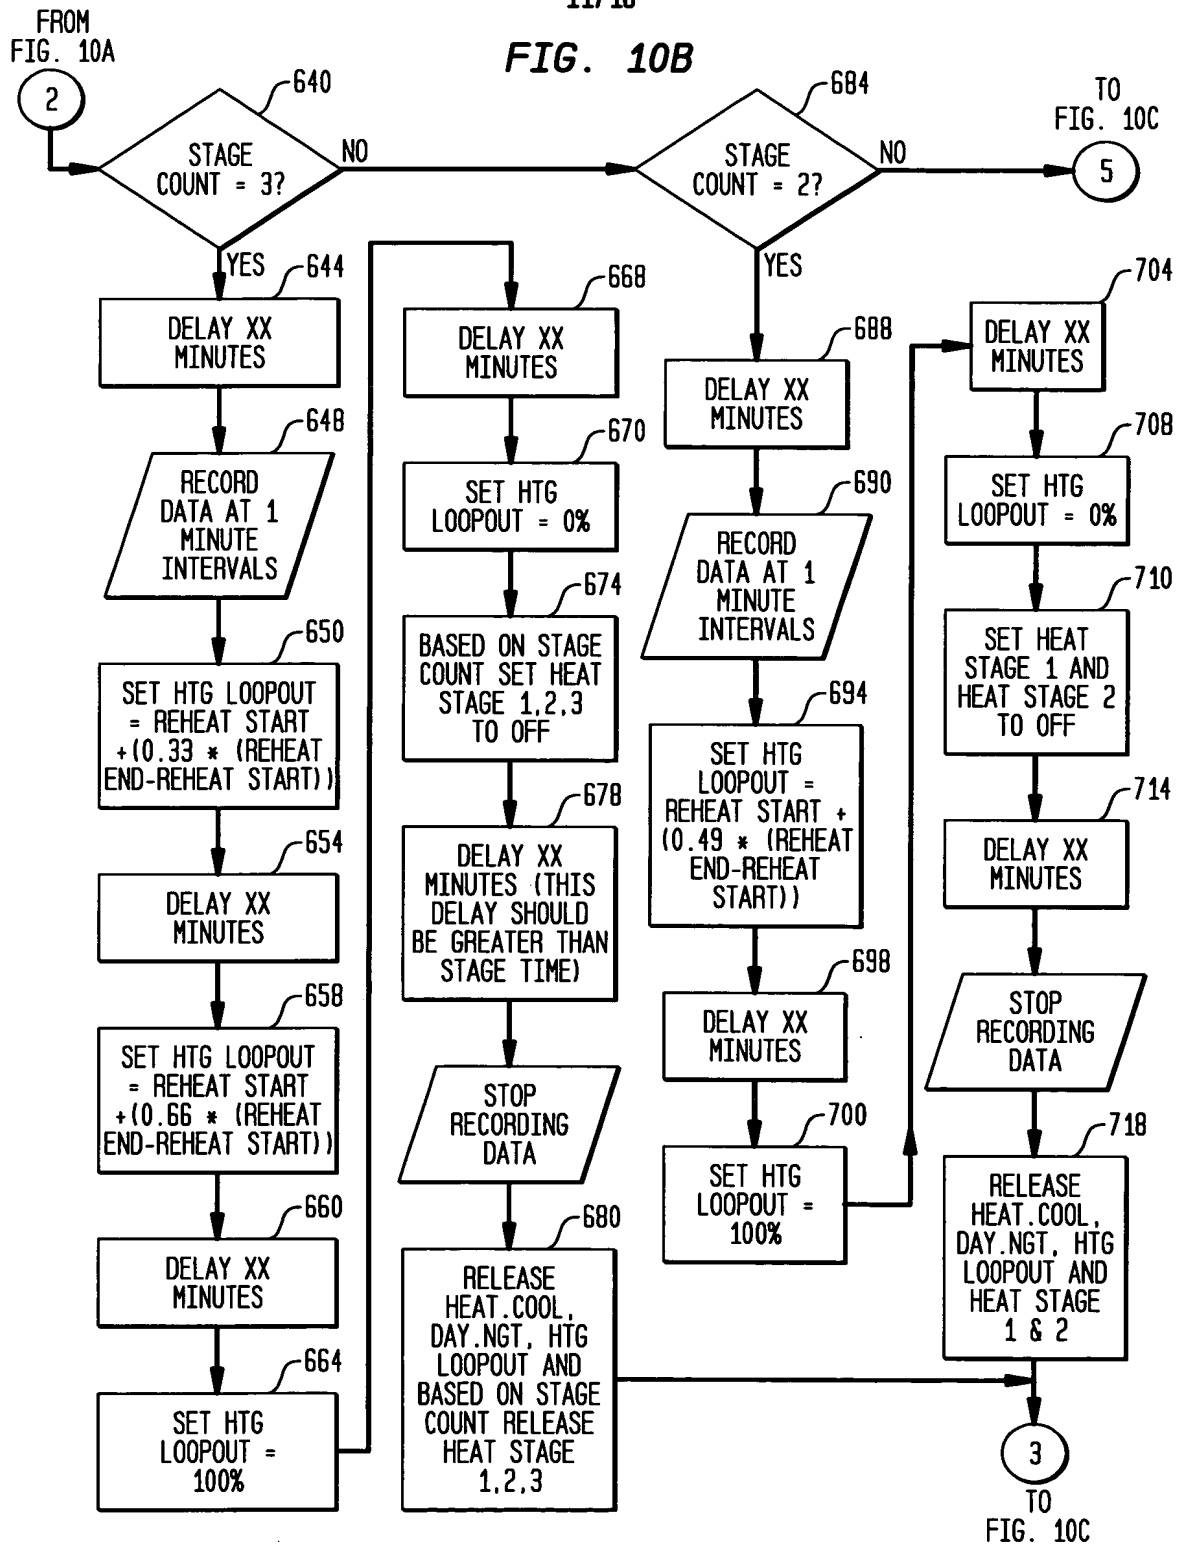 FROM
FIG. 10A
2
FIG. 10B
640
STAGE
COUNT = 3?
NO
YES
644
DELAY XX
MINUTES
648
RECORD
DATA AT 1
MINUTE
INTERVALS
650
SET HTG LOOPOUT
= REHEAT START
+(0.33 * (REHEAT
END-REHEAT START))
654
DELAY XX
MINUTES
658
SET HTG LOOPOUT
= REHEAT START
+(0.66 * (REHEAT
END-REHEAT START))
660
DELAY XX
MINUTES
664
SET HTG
LOOPOUT =
100%
668
DELAY XX
MINUTES
670
SET HTG
LOOPOUT = 0%
674
BASED ON STAGE
COUNT SET HEAT
STAGE 1,2,3
TO OFF
678
DELAY XX
MINUTES (THIS
DELAY SHOULD
BE GREATER THAN
STAGE TIME)
STOP
RECORDING
DATA
680
RELEASE
HEAT.COOL,
DAY.NGT, HTG
LOOPOUT AND
BASED ON STAGE
COUNT RELEASE
HEAT STAGE
1,2,3
684
STAGE
COUNT = 2?
NO
YES
TO
FIG. 10C
5
688
DELAY XX
MINUTES
690
RECORD
DATA AT 1
MINUTE
INTERVALS
694
SET HTG
LOOPOUT =
REHEAT START +
(0.49 * (REHEAT
END-REHEAT
START))
698
DELAY XX
MINUTES
700
SET HTG
LOOPOUT =
100%
704
DELAY XX
MINUTES
708
SET HTG
LOOPOUT = 0%
710
SET HEAT
STAGE 1 AND
HEAT STAGE 2
TO OFF
714
DELAY XX
MINUTES
STOP
RECORDING
DATA
718
RELEASE
HEAT.COOL,
DAY.NGT, HTG
LOOPOUT AND
HEAT STAGE
1 & 2
3
TO
FIG. 10C